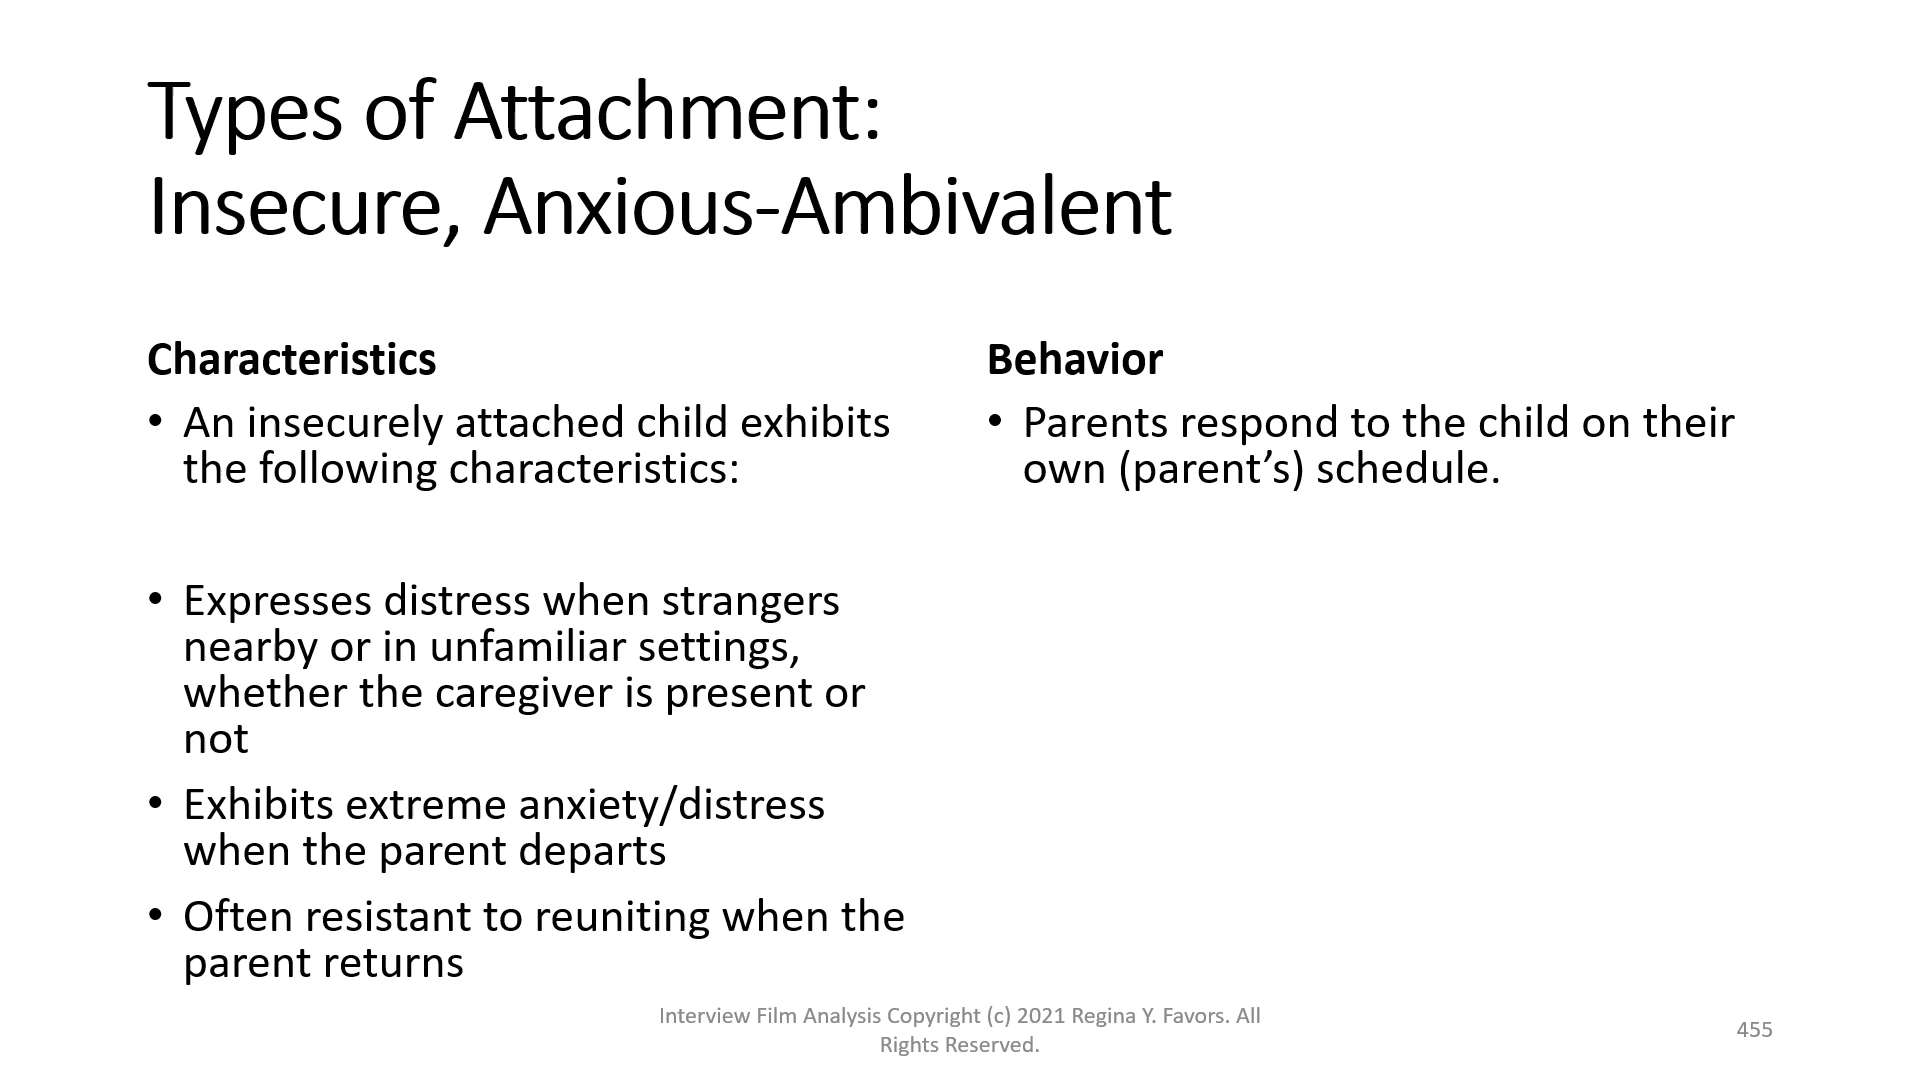 Types of Attachment:
Insecure, Anxious-Ambivalent
Characteristics
• An insecurely attached child exhibits
the following characteristics:
• Expresses distress when strangers
nearby or in unfamiliar settings,
whether the caregiver is present or
not
• Exhibits extreme anxiety/distress
when the parent departs
• Often resistant to reuniting when the
parent returns
Behavior
• Parents respond to the child on their
own (parent’s) schedule.
Interview Film Analysis Copyright (c) 2021 Regina Y. Favors. All
Rights Reserved.
455